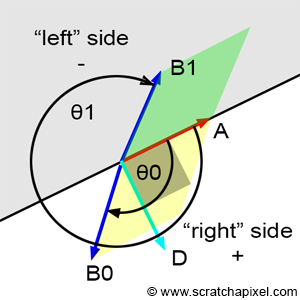 “left” side
-
B1
θ1
A
θ0
“right” side
+
D
B0
© www.scratchapixel.com